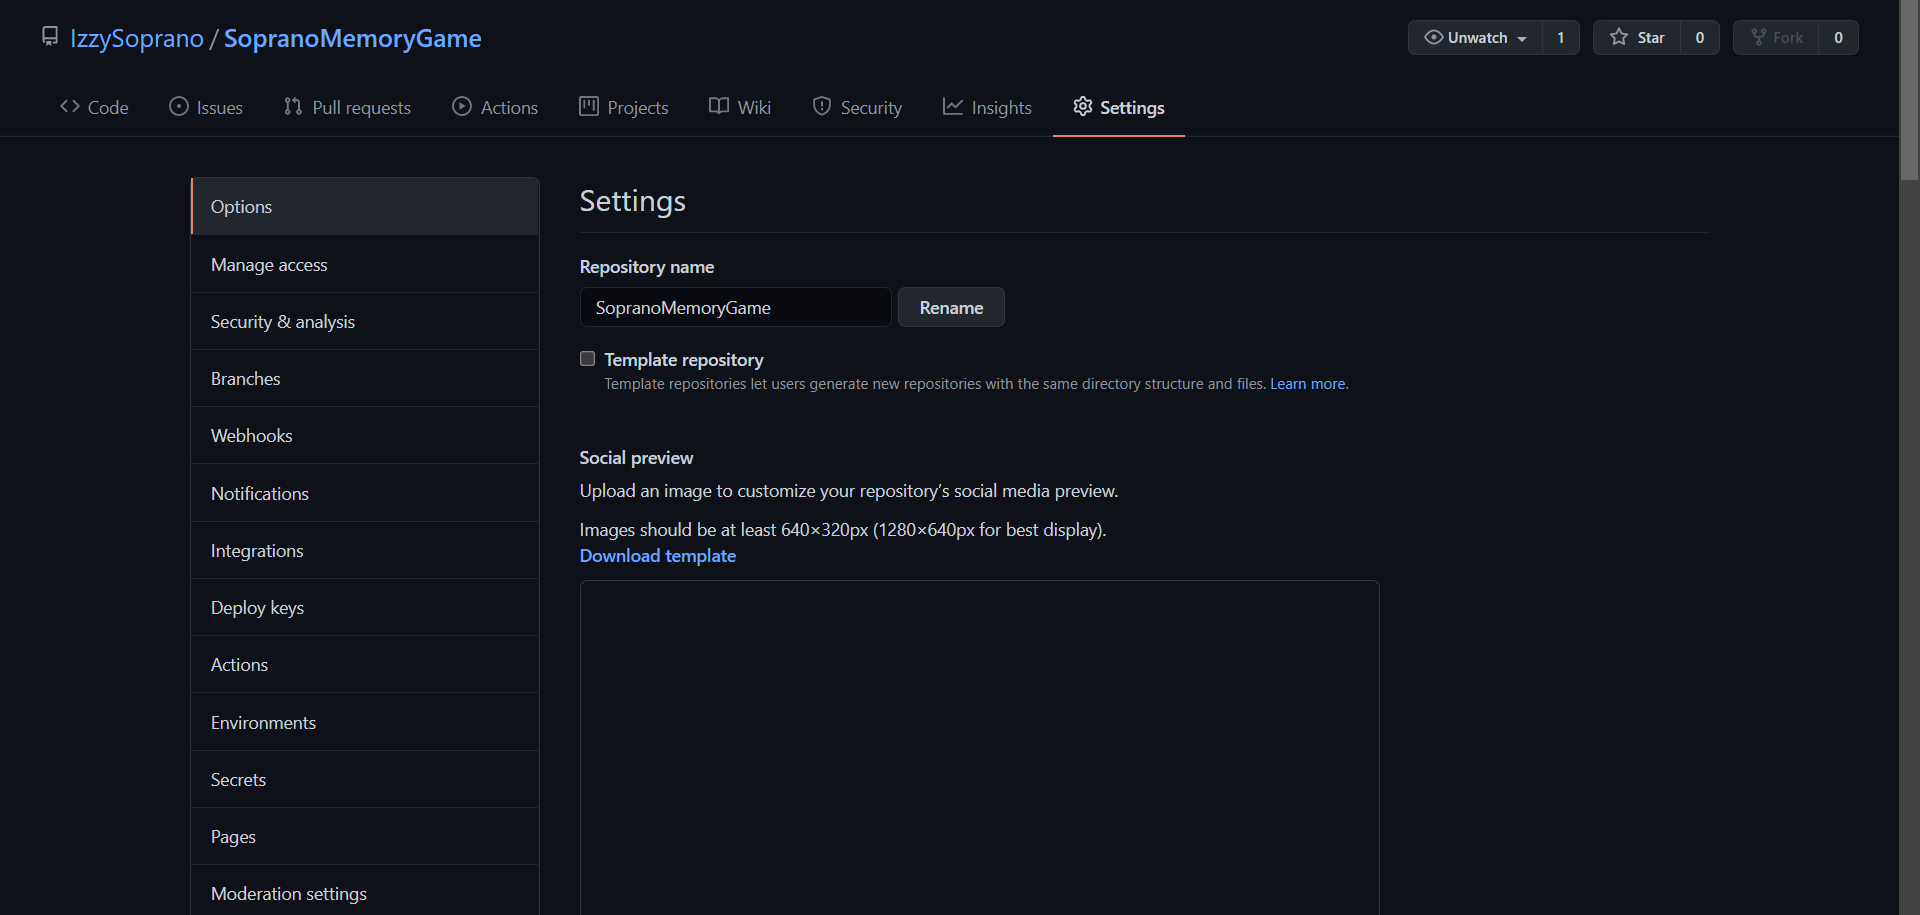 IzzySoprano / SopranoMemoryGame
Unwatch 1 Star 0 Fork 0
Code Issues Pull requests Actions Projects Wiki Security Insights Settings
Options
Manage access
Security & analysis
Branches
Webhooks
Notifications
Integrations
Deploy keys
Actions
Environments
Secrets
Pages
Moderation settings
Settings
Repository name
SopranoMemoryGame Rename
Template repository
Template repositories let users generate new repositories with the same directory structure and files. Learn more.
Social preview
Upload an image to customize your repository’s social media preview.
Images should be at least 640×320px (1280×640px for best display).
Download template